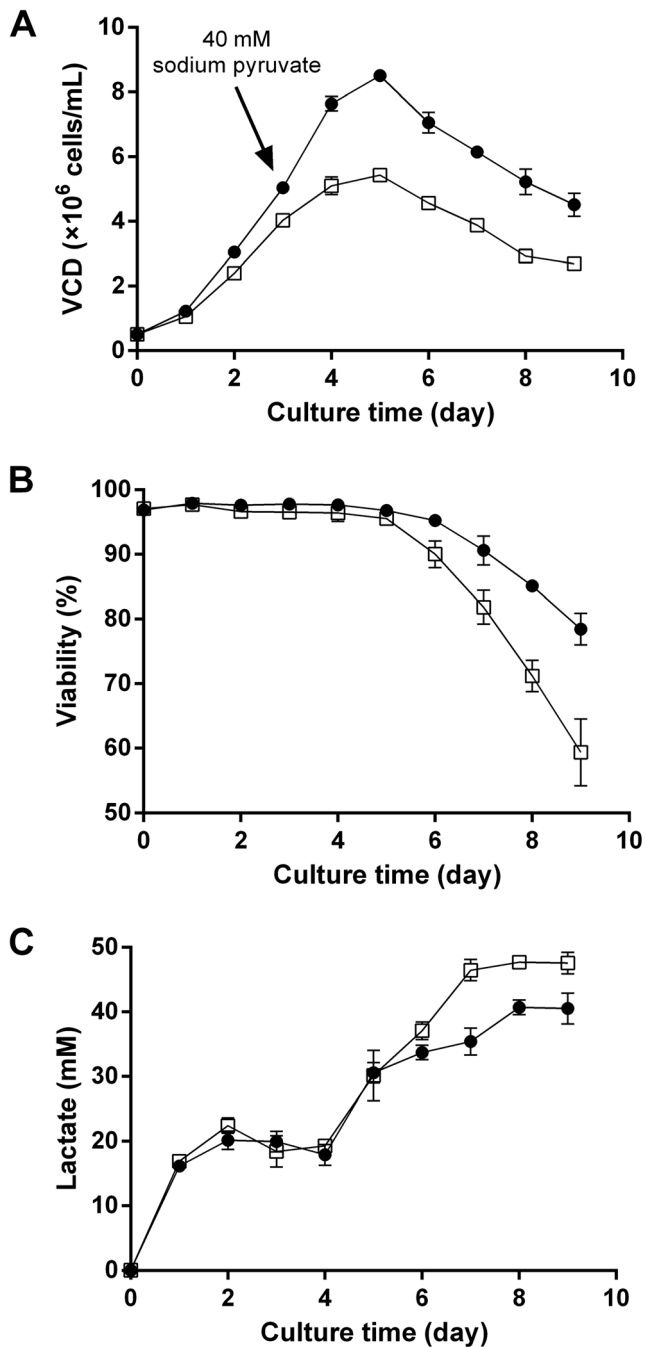 A
40 mM
sodium pyruvate
10
8
6
4
2
0
VCD (×10⁶ cells/mL)
0 2 4 6 8 10
Culture time (day)
B
100
90
80
70
60
50
Viability (%)
0 2 4 6 8 10
Culture time (day)
C
50
40
30
20
10
0
Lactate (mM)
0 2 4 6 8 10
Culture time (day)